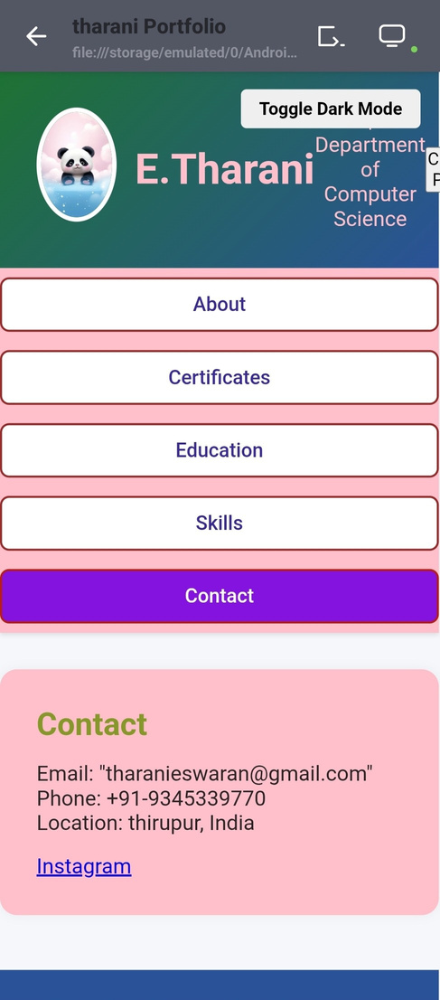 tharani Portfolio
file:///storage/emulated/0/Androi...
Toggle Dark Mode
E.Tharani
Department
of
Computer
Science
About
Certificates
Education
Skills
Contact
Contact
Email: "tharanieswaran@gmail.com"
Phone: +91-9345339770
Location: thirupur, India
Instagram